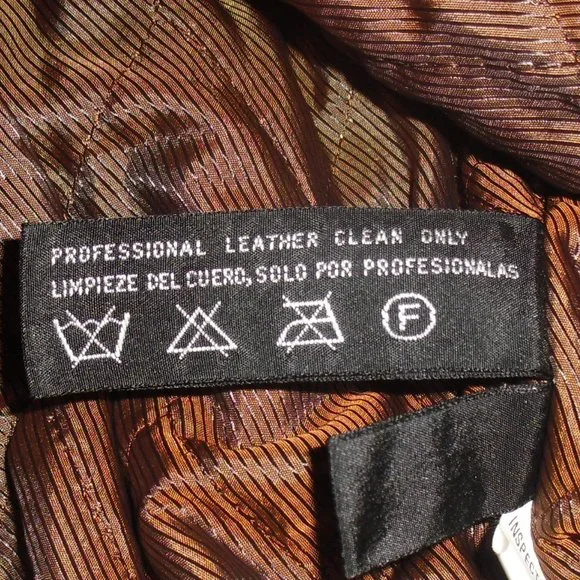 PROFESSIONAL LEATHER CLEAN ONLY
LIMPIEZE DEL CUERO, SOLO POR PROFESIONALAS
F